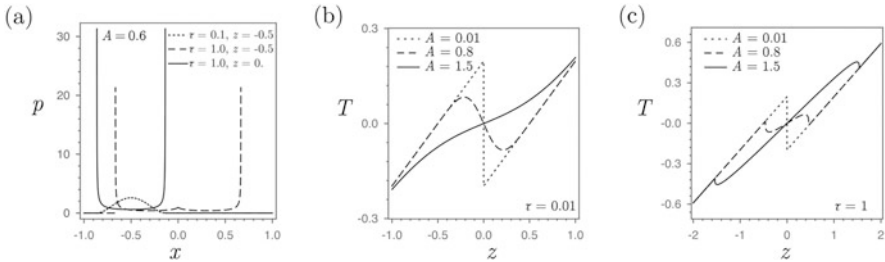 (a)
A = 0.6
τ = 0.1, z = -0.5
τ = 1.0, z = -0.5
τ = 1.0, z = 0.
30
20
10
0
p
-1.0 -0.5 0.0 0.5 1.0
x
(b)
A = 0.01
A = 0.8
A = 1.5
0.3
0.0
-0.3
T
τ = 0.01
-1.0 -0.5 0.0 0.5 1.0
z
(c)
A = 0.01
A = 0.8
A = 1.5
0.6
0.3
0.0
-0.3
-0.6
T
τ = 1
-2 -1 0 1 2
z